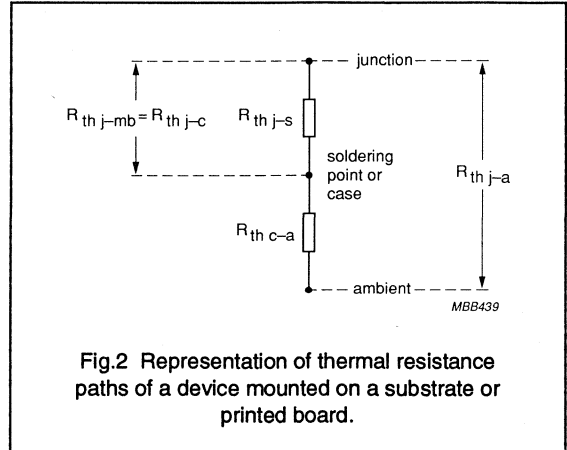 junction
R th j–mb = R th j–c
R th j–s
soldering
point or
case
R th j–a
R th c–a
ambient
MBB439
Fig.2 Representation of thermal resistance
paths of a device mounted on a substrate or
printed board.